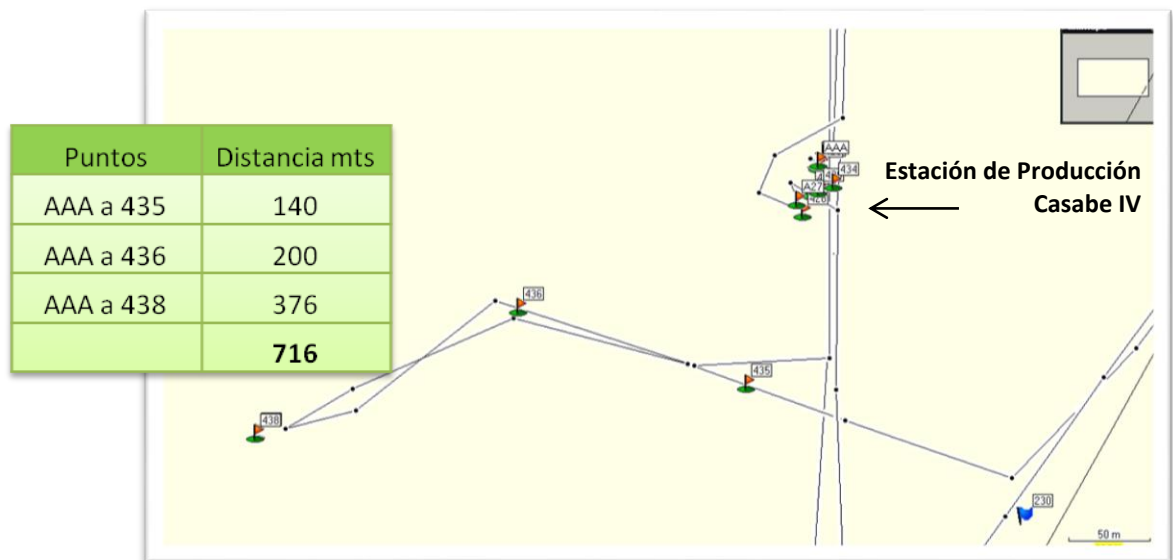 Puntos Distancia mts
AAA a 435 140
AAA a 436 200
AAA a 438 376
716
AAA
434
A27
Estación de Producción
Casabe IV
436
435
438
230
50 m